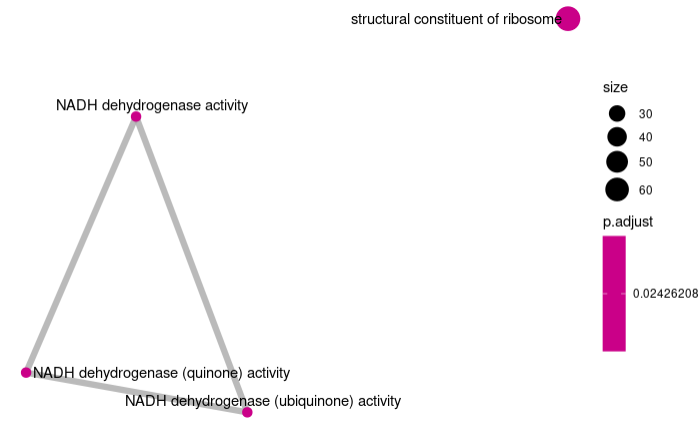 structural constituent of ribosome
NADH dehydrogenase activity
NADH dehydrogenase (quinone) activity
NADH dehydrogenase (ubiquinone) activity
size
30
40
50
60
p.adjust
0.02426208